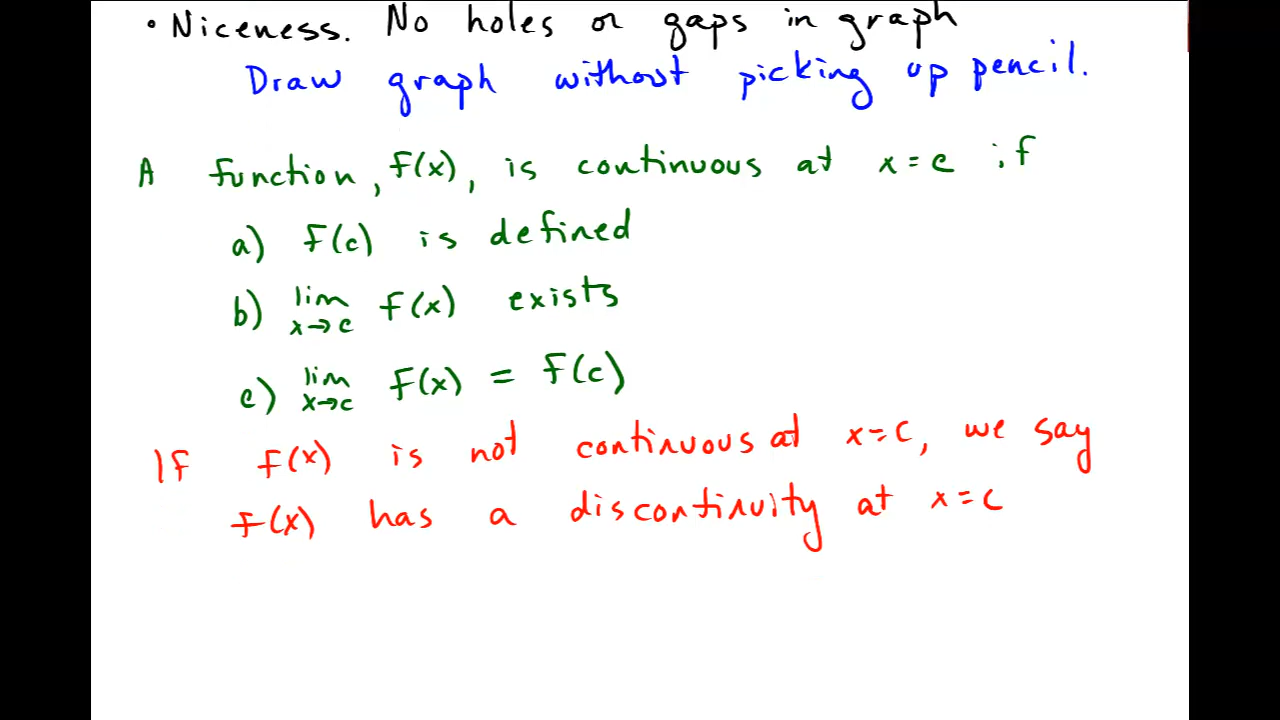 • Niceness. No holes or gaps in graph
Draw graph without picking up pencil.
A function, f(x), is continuous at x=c if
a) f(c) is defined
b) lim x→c f(x) exists
c) lim x→c f(x) = f(c)
If f(x) is not continuous at x=c, we say
f(x) has a discontinuity at x=c